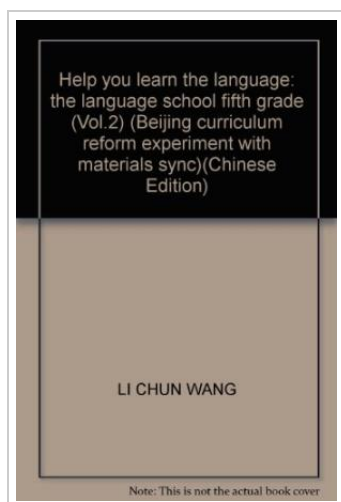 Help you learn the language:
the language school fifth grade
(Vol.2) (Beijing curriculum
reform experiment with
materials sync)(Chinese
Edition)
LI CHUN WANG
Note: This is not the actual book cover